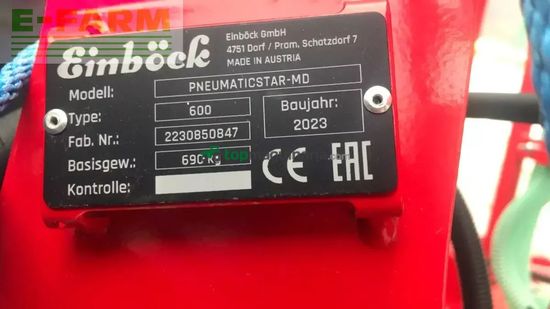 E-FARM
Einböck
Einböck GmbH
4751 Dorf / Pram, Schatzdorf 7
MADE IN AUSTRIA
Modell: PNEUMATICSTAR-MD
Type: 600
Baujahr:
2023
Fab. Nr.: 2230850847
Basisgew.: 690 Kg
Kontrolle:
CE EAC